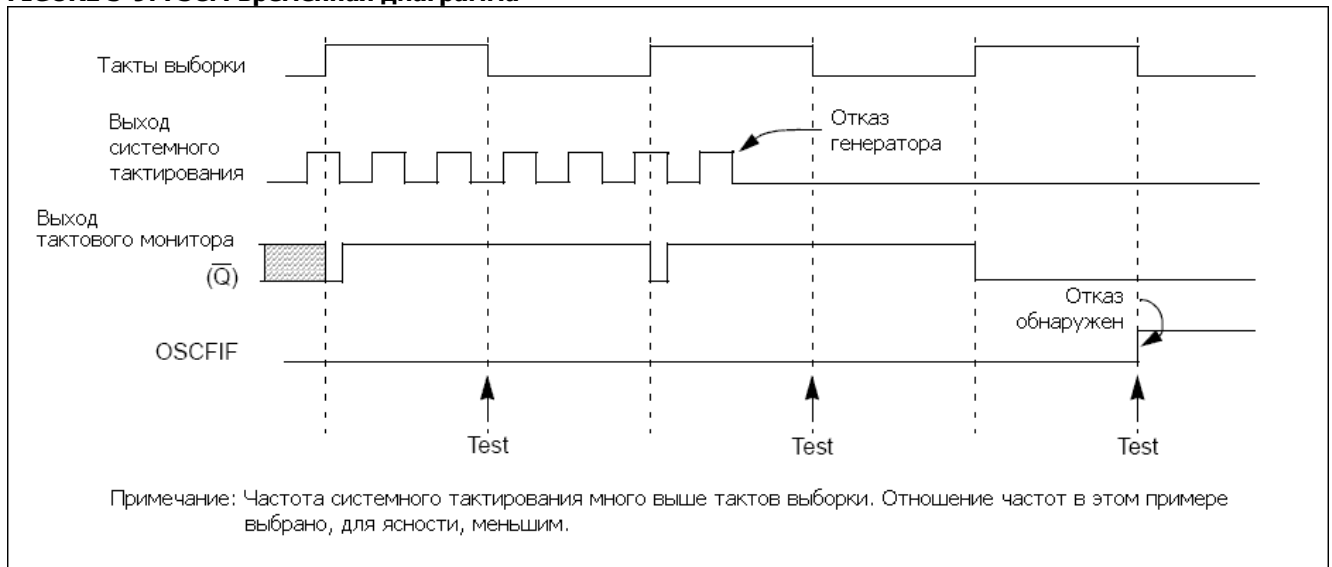 Такты выборки
Выход
системного
тактирования
Отказ
генератора
Выход
тактового монитора
(Q)
Отказ
обнаружен
OSCFIF
Test
Test
Test
Примечание: Частота системного тактирования много выше тактов выборки. Отношение частот в этом примере
выбрано, для ясности, меньшим.